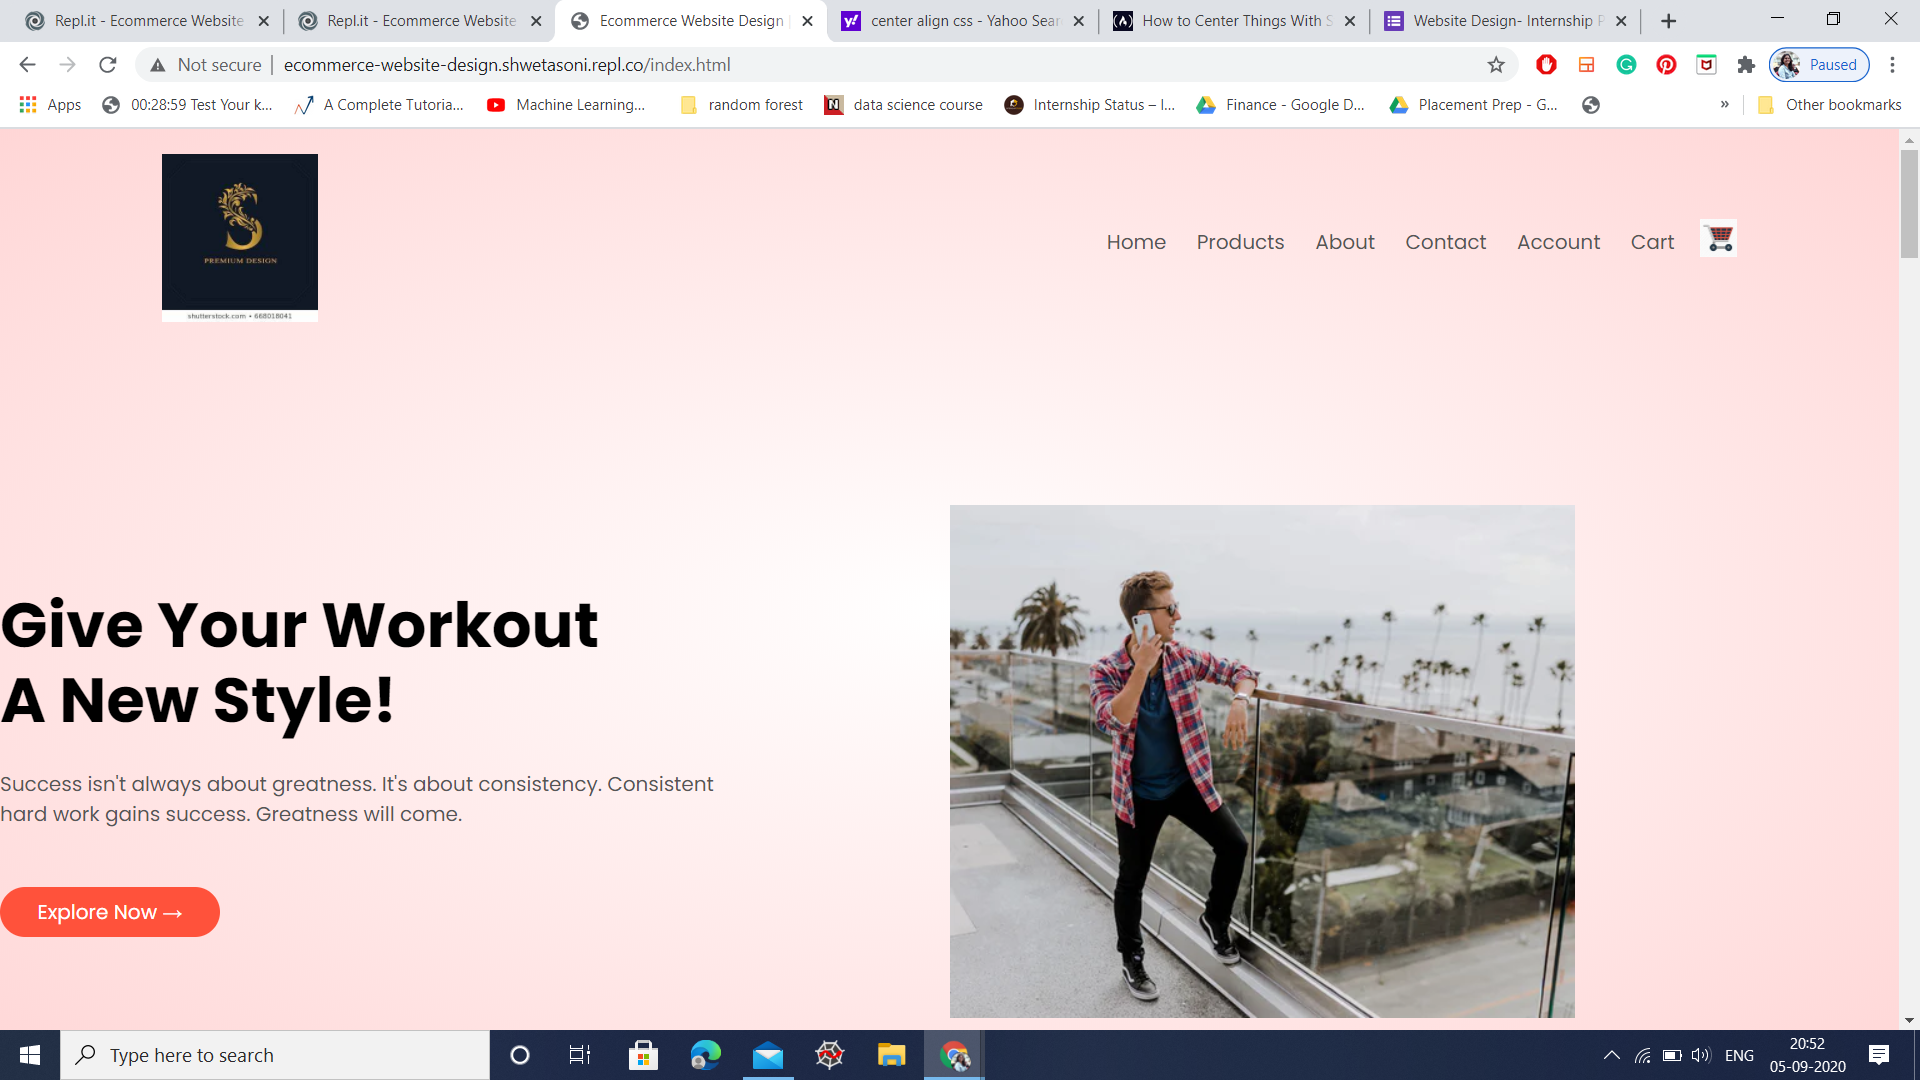 Repl.it - Ecommerce Website
Repl.it - Ecommerce Website
Ecommerce Website Design
center align css - Yahoo Sear
How to Center Things With S
Website Design- Internship P
Not secure
ecommerce-website-design.shwetasoni.repl.co/index.html
Paused
Apps
00:28:59 Test Your k...
A Complete Tutoria...
Machine Learning...
random forest
data science course
Internship Status – I...
Finance - Google D...
Placement Prep - G...
»
Other bookmarks
S
PREMIUM DESIGN
shutterstock.com • 668018041
Home
Products
About
Contact
Account
Cart
Give Your Workout
A New Style!
Success isn't always about greatness. It's about consistency. Consistent
hard work gains success. Greatness will come.
Explore Now →
Type here to search
ENG
20:52
05-09-2020